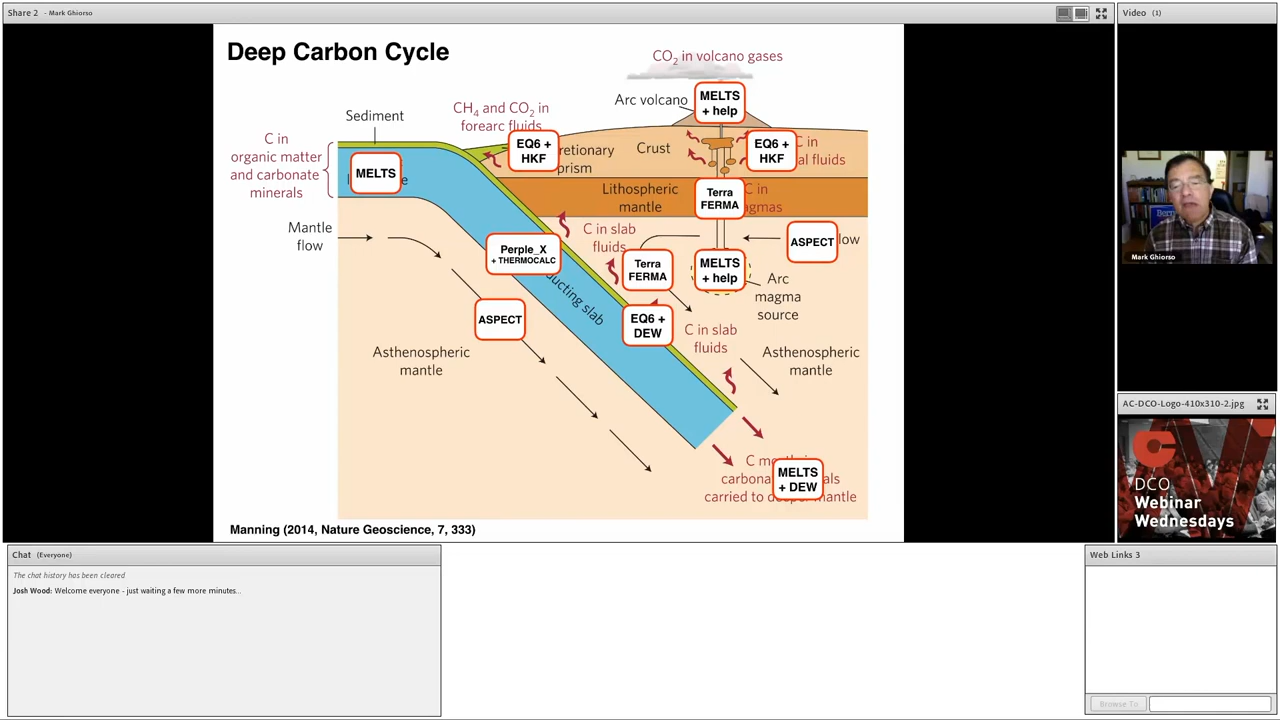 Share 2 - Mark Ghiorso
Video (1)
Deep Carbon Cycle
CO2 in volcano gases
Arc volcano
MELTS
+ help
Sediment
CH4 and CO2 in
forearc fluids
C in
organic matter
and carbonate
minerals
MELTS
EQ6 +
HKF
prism
Crust
EQ6 +
HKF
C in
fluids
Lithospheric
mantle
Terra
FERMA
C in
Mantle
flow
C in slab
fluids
ASPECT
Perple_X
+ THERMOCALC
Terra
FERMA
MELTS
+ help
Arc
magma
source
slab
ASPECT
EQ6 +
DEW
C in slab
fluids
Asthenospheric
mantle
Asthenospheric
mantle
MELTS
+ DEW
carried to
mantle
Manning (2014, Nature Geoscience, 7, 333)
Mark Ghiorso
AC-DCO-Logo-410x310-2.jpg
DCO
Webinar
Wednesdays
Chat (Everyone)
The chat history has been cleared
Josh Wood: Welcome everyone - just waiting a few more minutes...
Web Links 3
Browse To